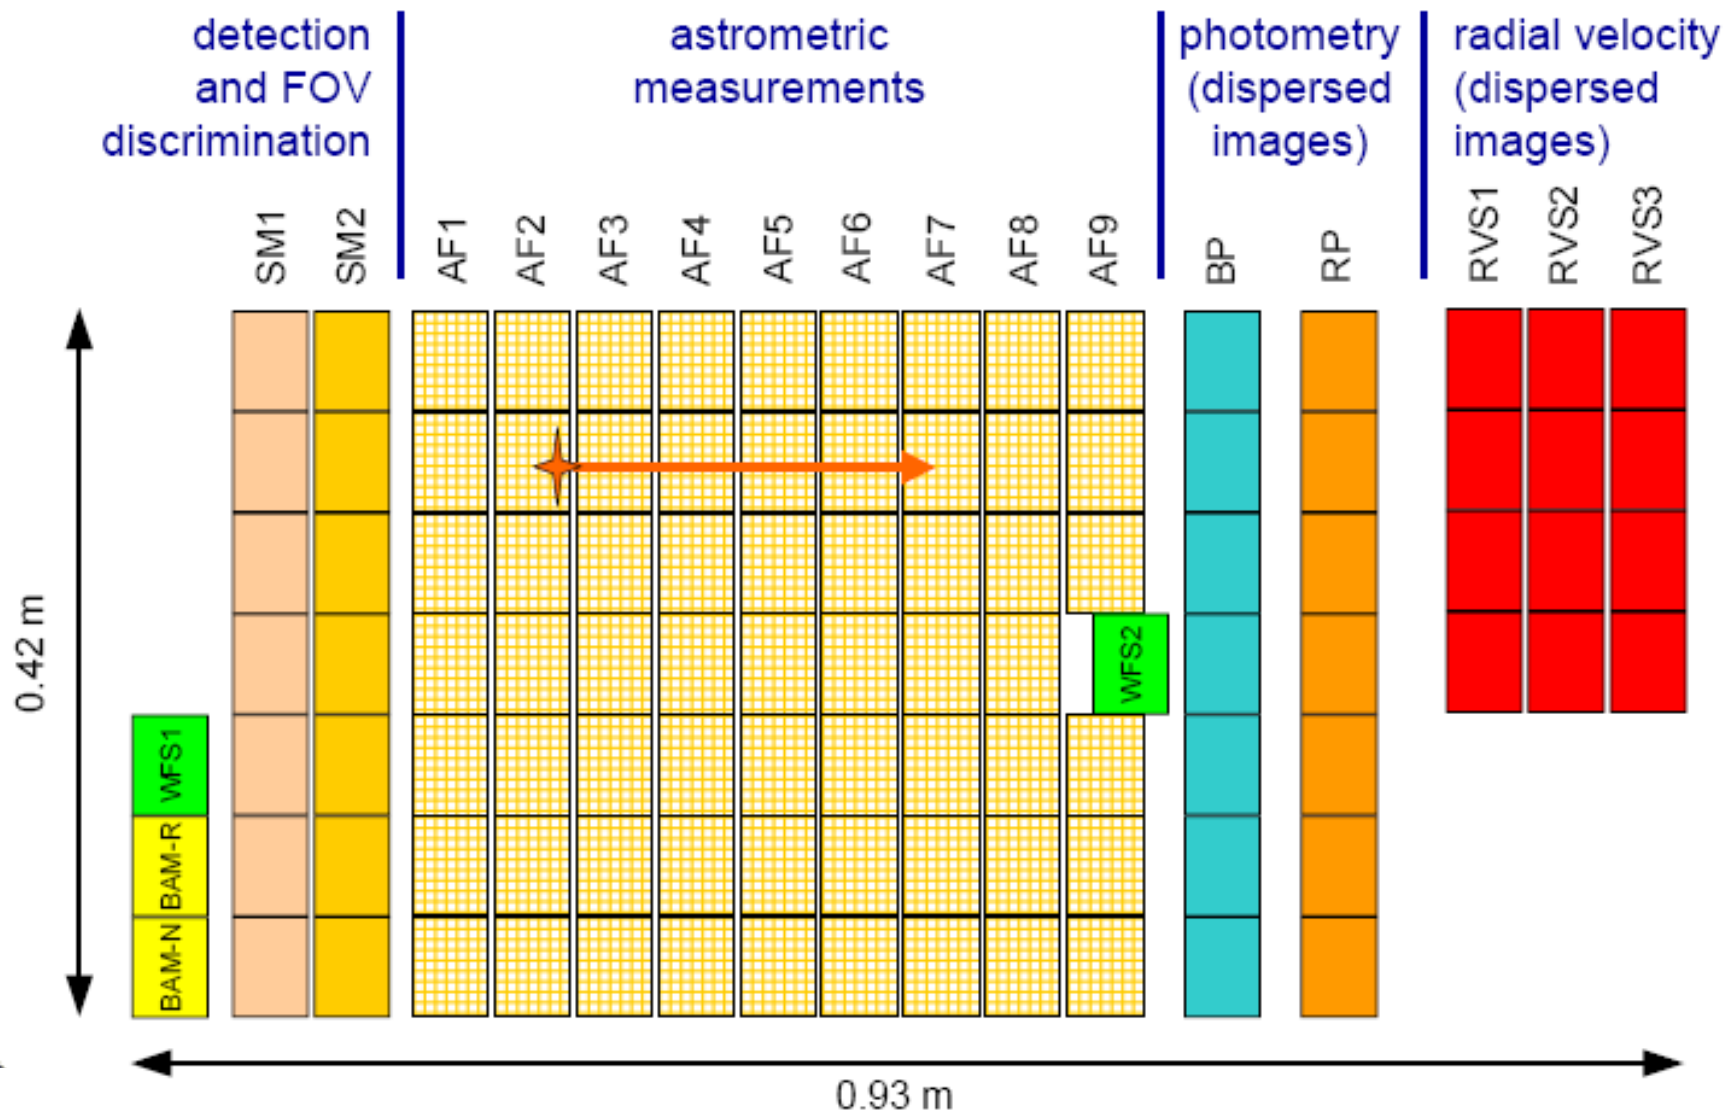 detection
and FOV
discrimination
astrometric
measurements
photometry
(dispersed
images)
radial velocity
(dispersed
images)
SM1
SM2
AF1
AF2
AF3
AF4
AF5
AF6
AF7
AF8
AF9
BP
RP
RVS1
RVS2
RVS3
0.42 m
WFS2
WFS1
BAM-R
BAM-N
0.93 m